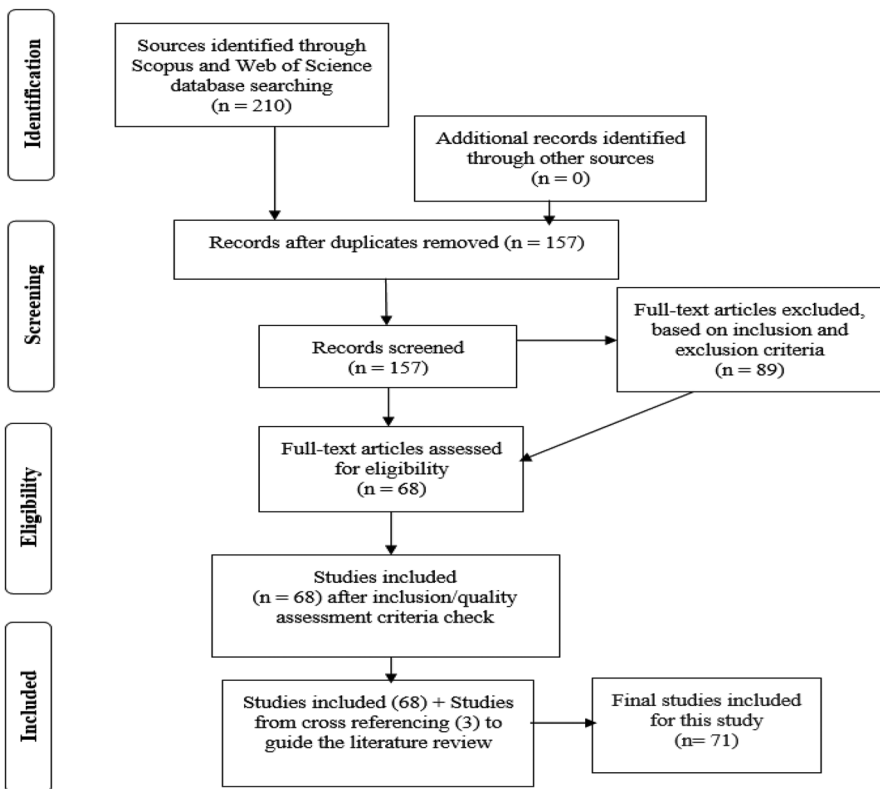 Identification
Sources identified through
Scopus and Web of Science
database searching
(n = 210)
Additional records identified
through other sources
(n = 0)
Screening
Records after duplicates removed (n = 157)
Records screened
(n = 157)
Full-text articles excluded,
based on inclusion and
exclusion criteria
(n = 89)
Eligibility
Full-text articles assessed
for eligibility
(n = 68)
Studies included
(n = 68) after inclusion/quality
assessment criteria check
Included
Studies included (68) + Studies
from cross referencing (3) to
guide the literature review
Final studies included
for this study
(n= 71)